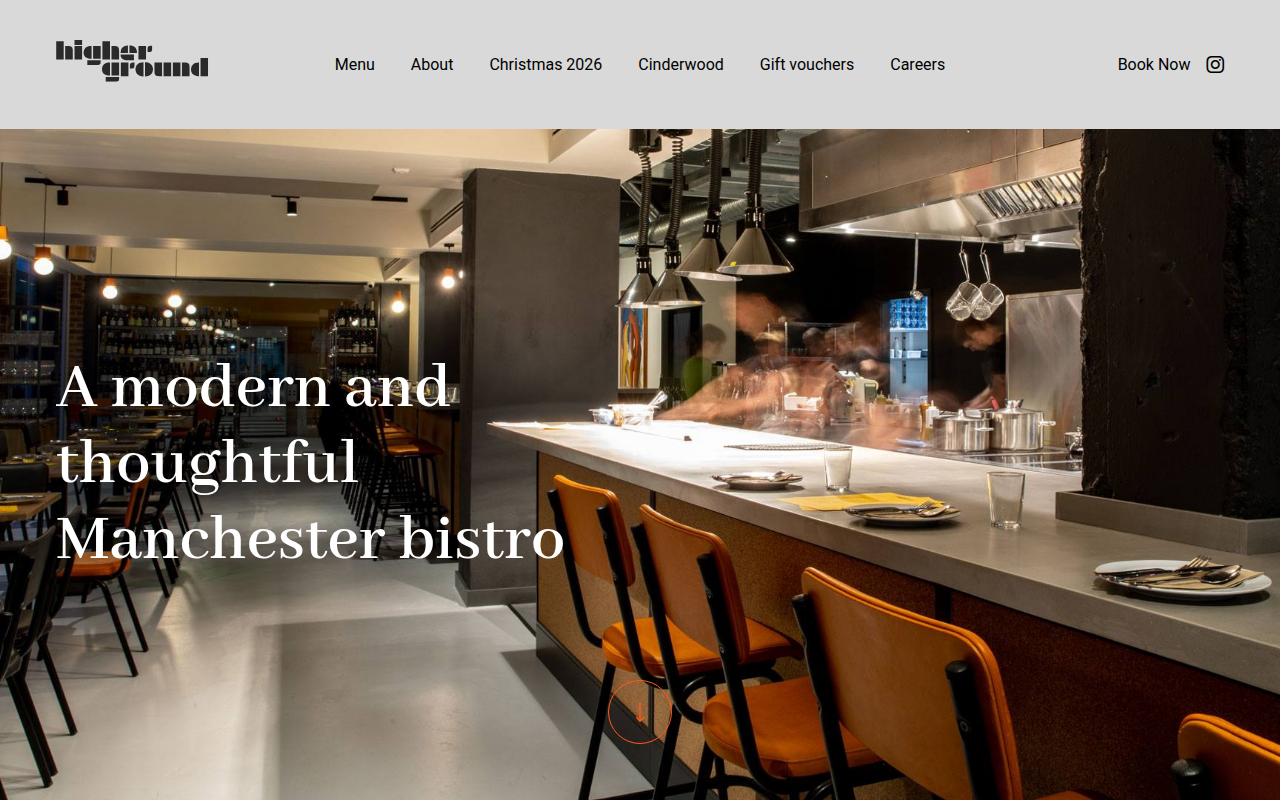 higher
ground
Menu
About
Christmas 2026
Cinderwood
Gift vouchers
Careers
Book Now
A modern and
thoughtful
Manchester bistro